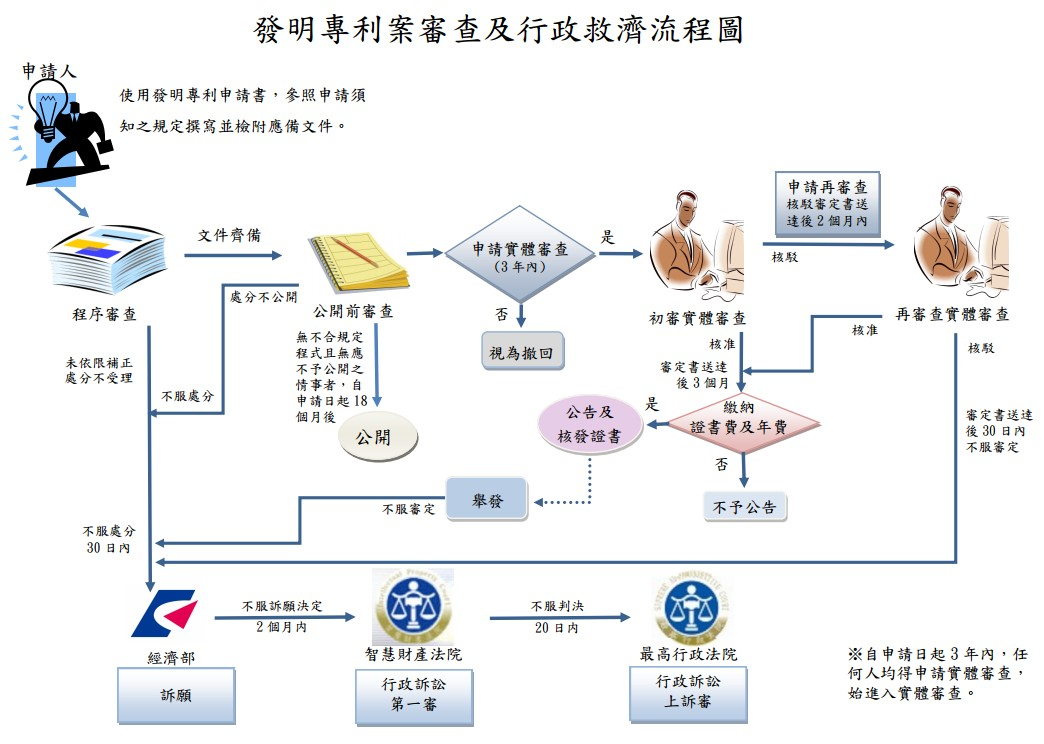 發明專利案審查及行政救濟流程圖
申請人
使用發明專利申請書，參照申請須
知之規定撰寫並檢附應備文件。
申請再審查
核駁審定書送
達後2個月內
文件齊備
申請實體審查
(3年內)
是
核駁
處分不公開
程序審查
公開前審查
否
初審實體審查
再審查實體審查
未依限補正
處分不受理
無不合規定
程式且無應
不予公開之
情事者，自
申請日起18
個月後
視為撤回
核准
核准
核駁
審定書送達
後3個月
不服處分
公開
公告及
核發證書
是
繳納
證書費及年費
審定書送達
後30日內
不服審定
否
舉發
不服審定
不予公告
不服處分
30日內
不服訴願決定
2個月內
不服判決
20日內
經濟部
智慧財產法院
最高行政法院
訴願
行政訴訟
第一審
行政訴訟
上訴審
※自申請日起3年內，任
何人均得申請實體審查，
始進入實體審查。